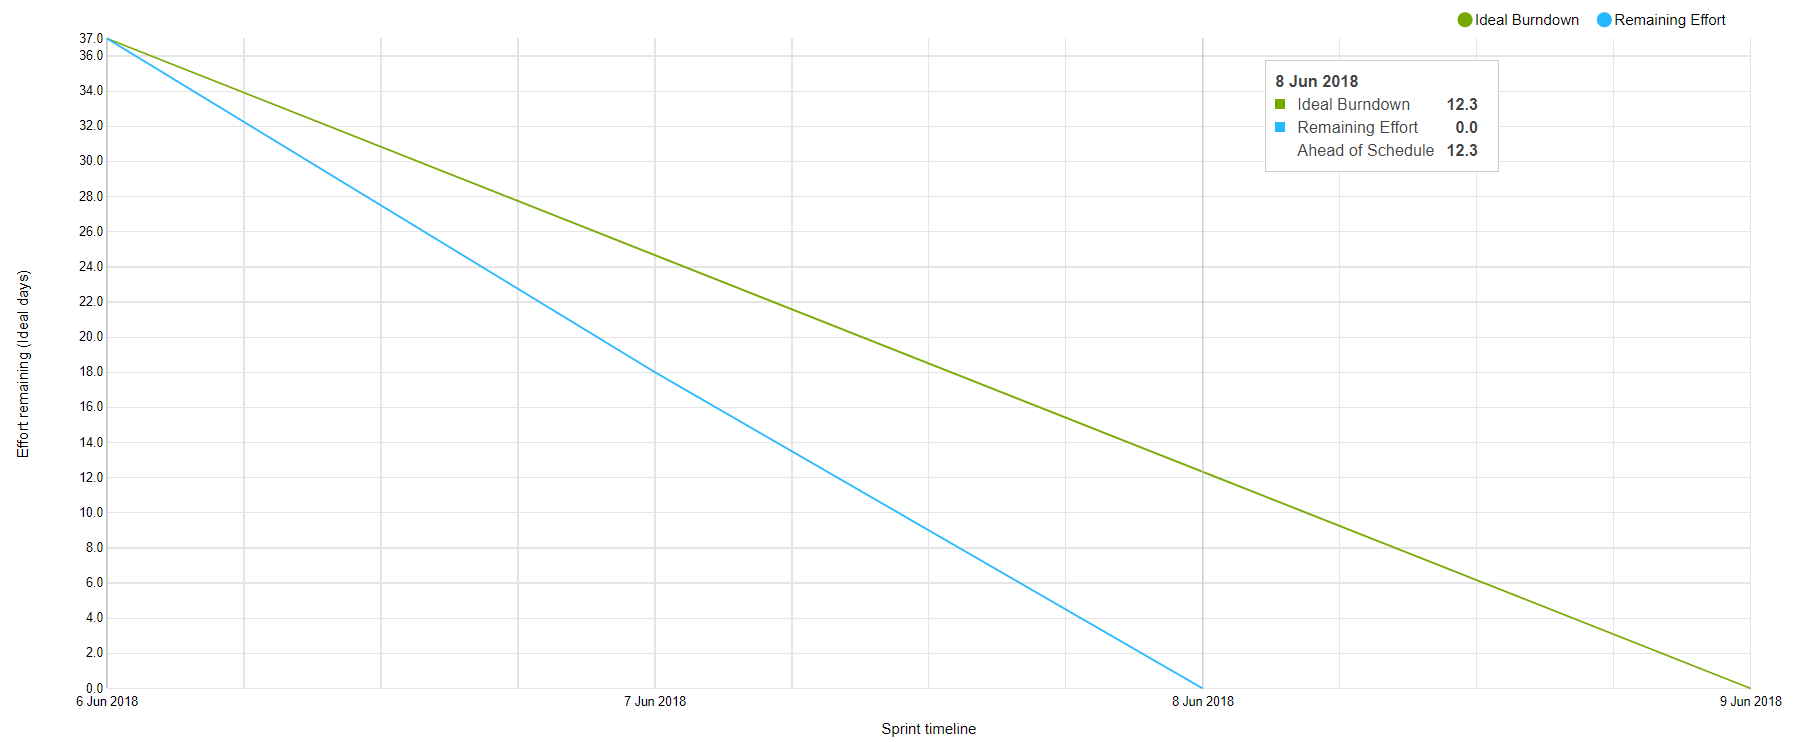 Ideal Burndown Remaining Effort
37.0
36.0
34.0
32.0
30.0
28.0
26.0
24.0
22.0
20.0
18.0
16.0
14.0
12.0
10.0
8.0
6.0
4.0
2.0
0.0
Effort remaining (Ideal days)
8 Jun 2018
Ideal Burndown 12.3
Remaining Effort 0.0
Ahead of Schedule 12.3
6 Jun 2018 7 Jun 2018 8 Jun 2018 9 Jun 2018
Sprint timeline